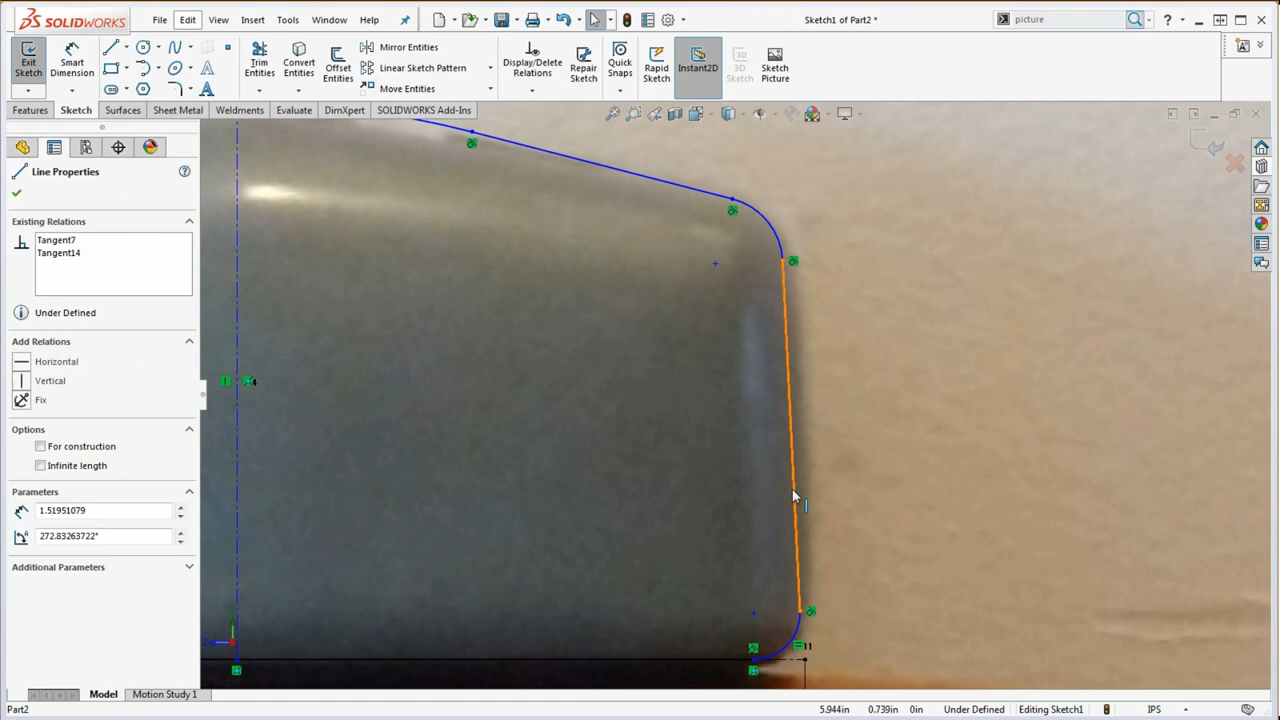 SOLIDWORKS File Edit View Insert Tools Window Help Sketch1 of Part2 * picture
Exit Sketch
Smart Dimension
Trim Entities
Convert Entities
Offset Entities
Mirror Entities
Linear Sketch Pattern
Move Entities
Display/Delete Relations
Repair Sketch
Quick Snaps
Rapid Sketch
Instant2D
3D Sketch
Sketch Picture
Features Sketch Surfaces Sheet Metal Weldments Evaluate DimXpert SOLIDWORKS Add-Ins
Line Properties
Existing Relations
Tangent7
Tangent14
Under Defined
Add Relations
Horizontal
Vertical
Fix
Options
For construction
Infinite length
Parameters
1.51951079
272.83263722°
Additional Parameters
11
Model Motion Study 1
Part2 5.944in 0.739in 0in Under Defined Editing Sketch1 IPS